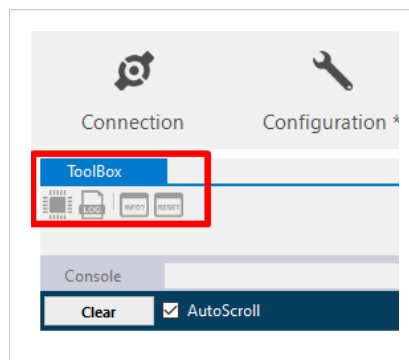 Connection
Configuration *
ToolBox
LOG
INFO?
RESET
Console
Clear
AutoScroll